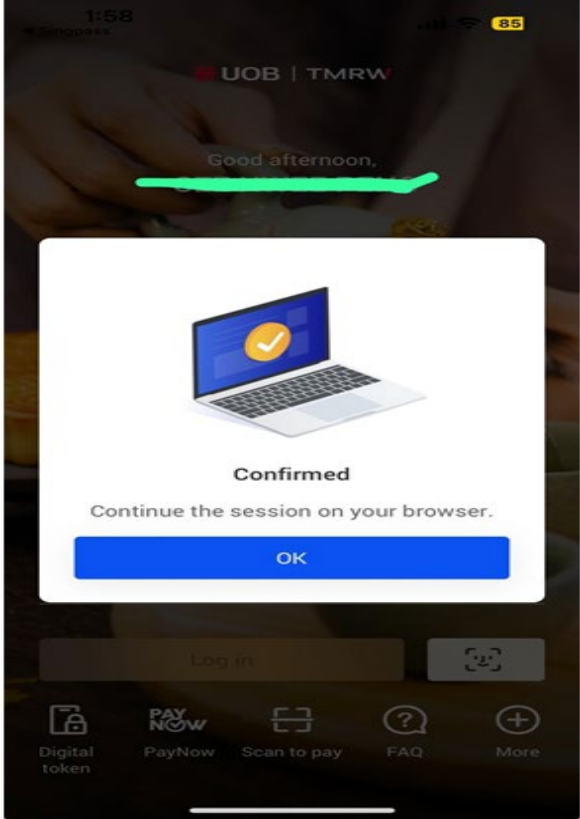 1:58
Singpass
85
UOB | TMRW
Good afternoon,
Confirmed
Continue the session on your browser.
OK
Log in
PAY
NOW
Digital token
PayNow
Scan to pay
FAQ
More